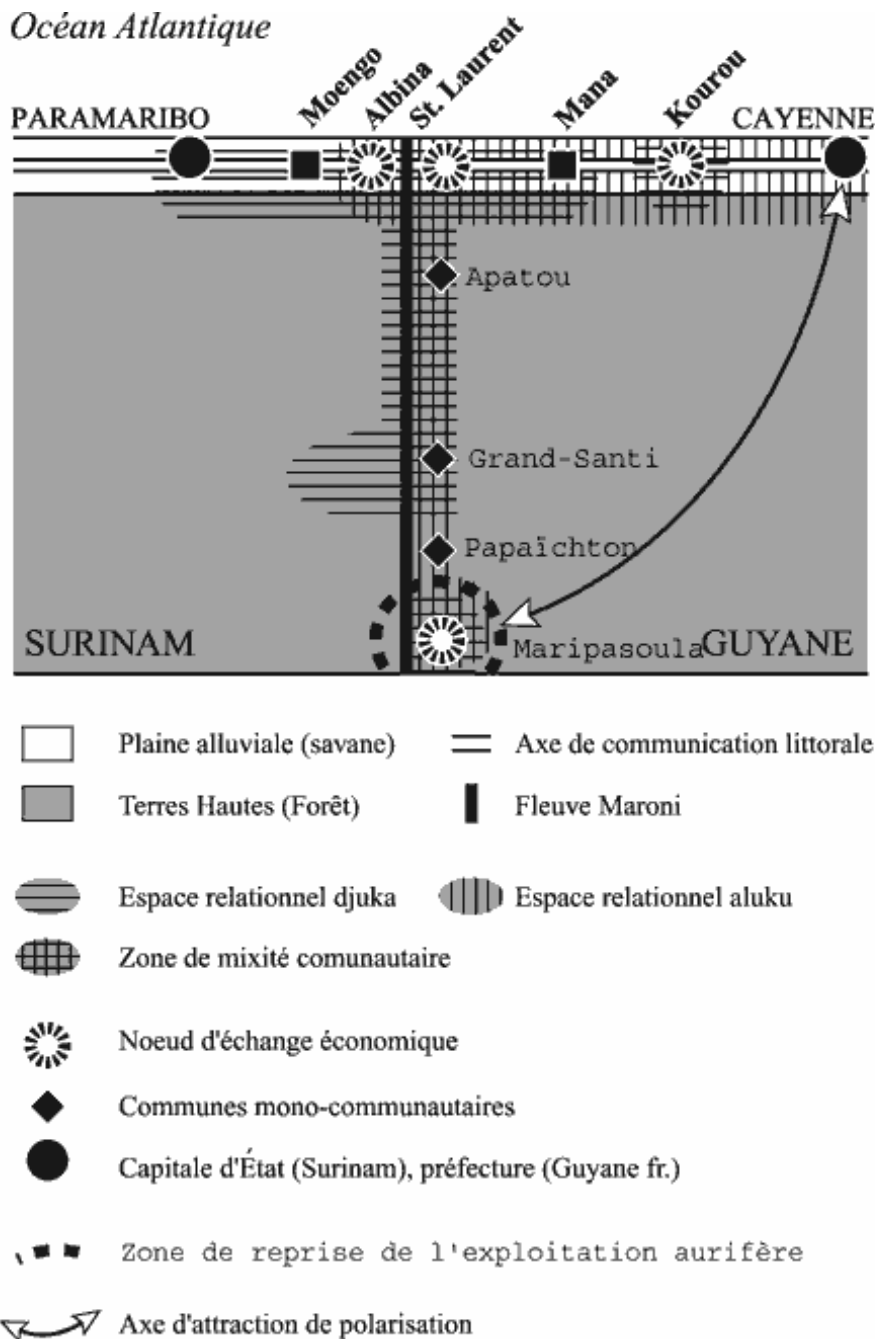 Océan Atlantique
Moengo
Albina
St. Laurent
Mana
Kourou
PARAMARIBO
CAYENNE
Apatou
Grand-Santi
Papaïchton
Maripasoula
SURINAM
GUYANE
Plaine alluviale (savane)
Axe de communication littorale
Terres Hautes (Forêt)
Fleuve Maroni
Espace relationnel djuka
Espace relationnel aluku
Zone de mixité comunautaire
Noeud d'échange économique
Communes mono-communautaires
Capitale d'État (Surinam), préfecture (Guyane fr.)
Zone de reprise de l'exploitation aurifère
Axe d'attraction de polarisation